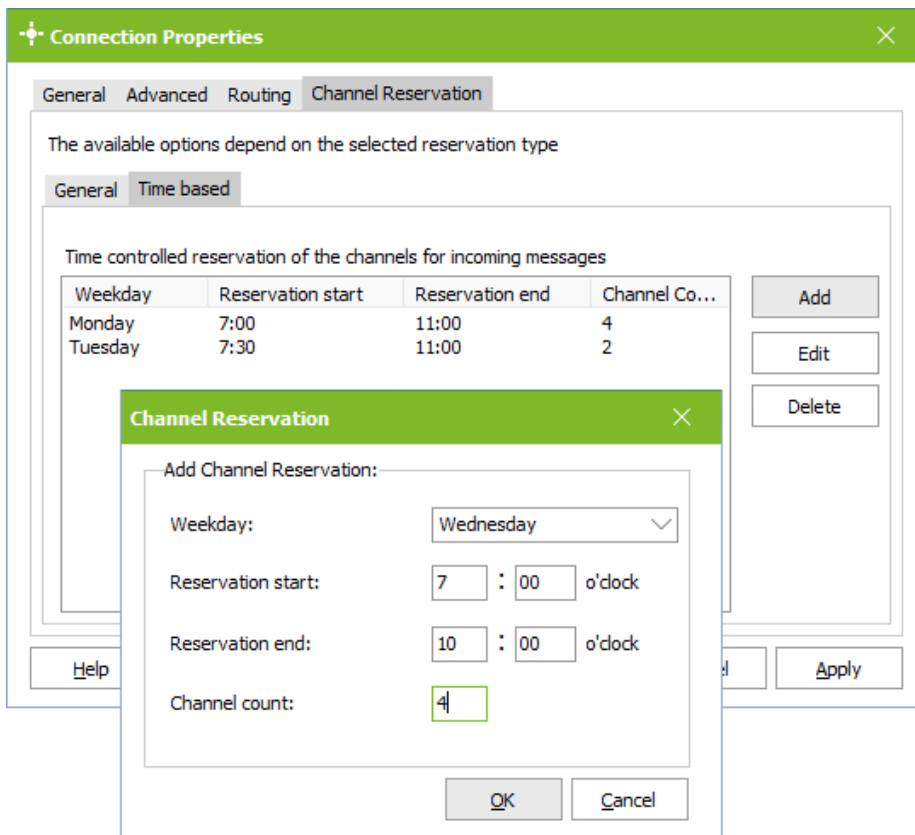 Connection Properties
General Advanced Routing Channel Reservation
The available options depend on the selected reservation type
General Time based
Time controlled reservation of the channels for incoming messages
Weekday Reservation start Reservation end Channel Co...
Monday 7:00 11:00 4
Tuesday 7:30 11:00 2
Add
Edit
Delete
Channel Reservation
Add Channel Reservation:
Weekday: Wednesday
Reservation start: 7 : 00 o'clock
Reservation end: 10 : 00 o'clock
Channel count: 4
OK Cancel
Help Apply